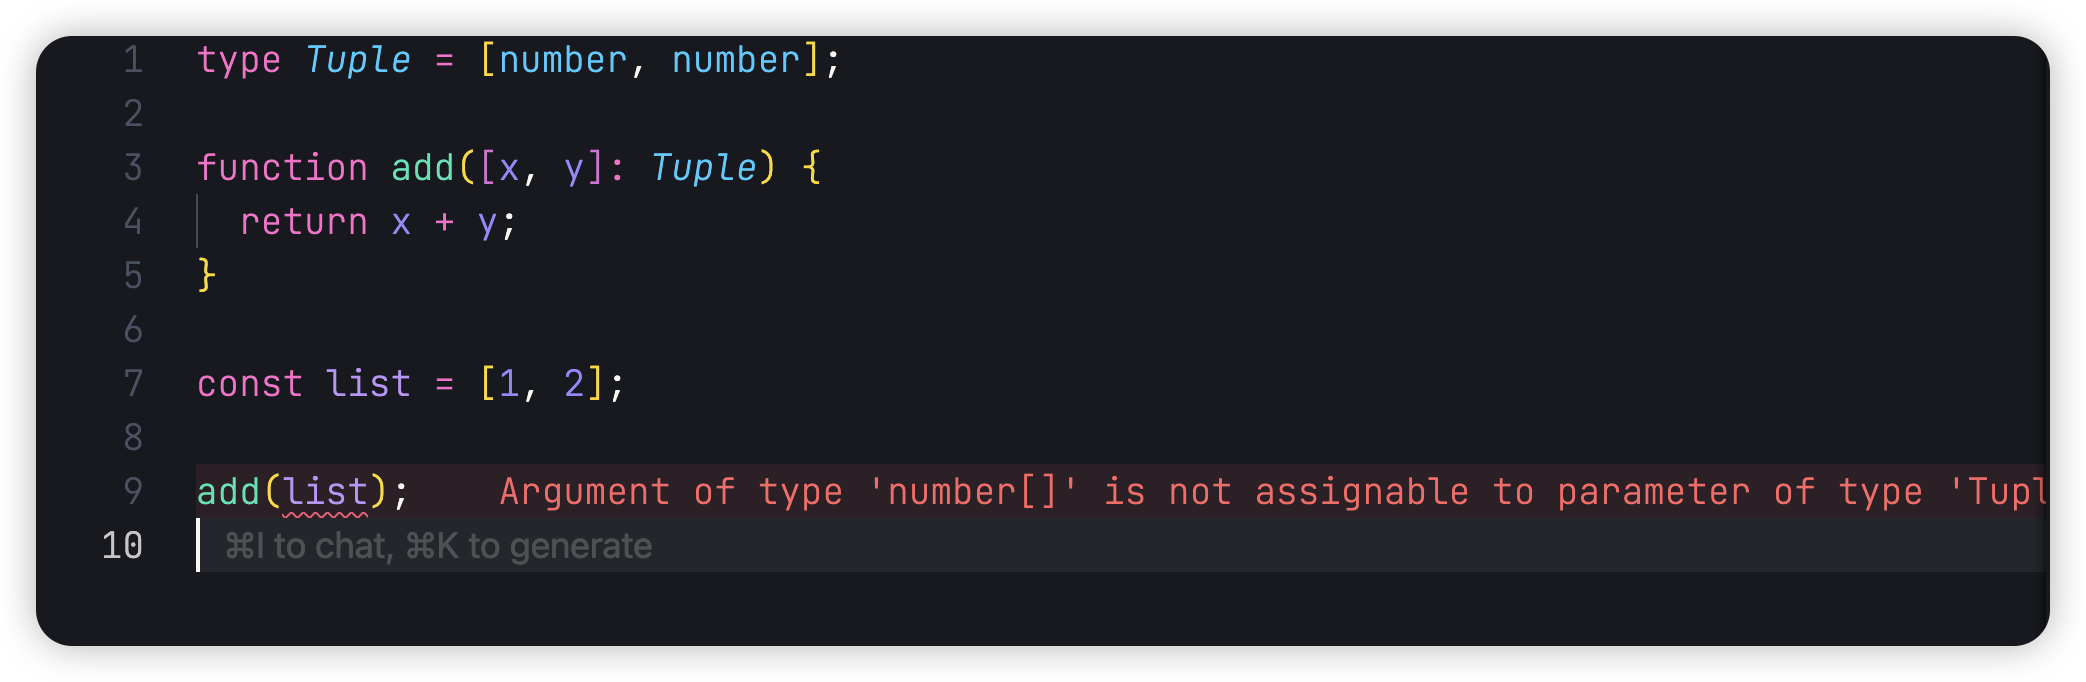 1 type Tuple = [number, number];
2
3 function add([x, y]: Tuple) {
4 return x + y;
5 }
6
7 const list = [1, 2];
8
9 add(list); Argument of type 'number[]' is not assignable to parameter of type 'Tupl
10 ⌘I to chat, ⌘K to generate